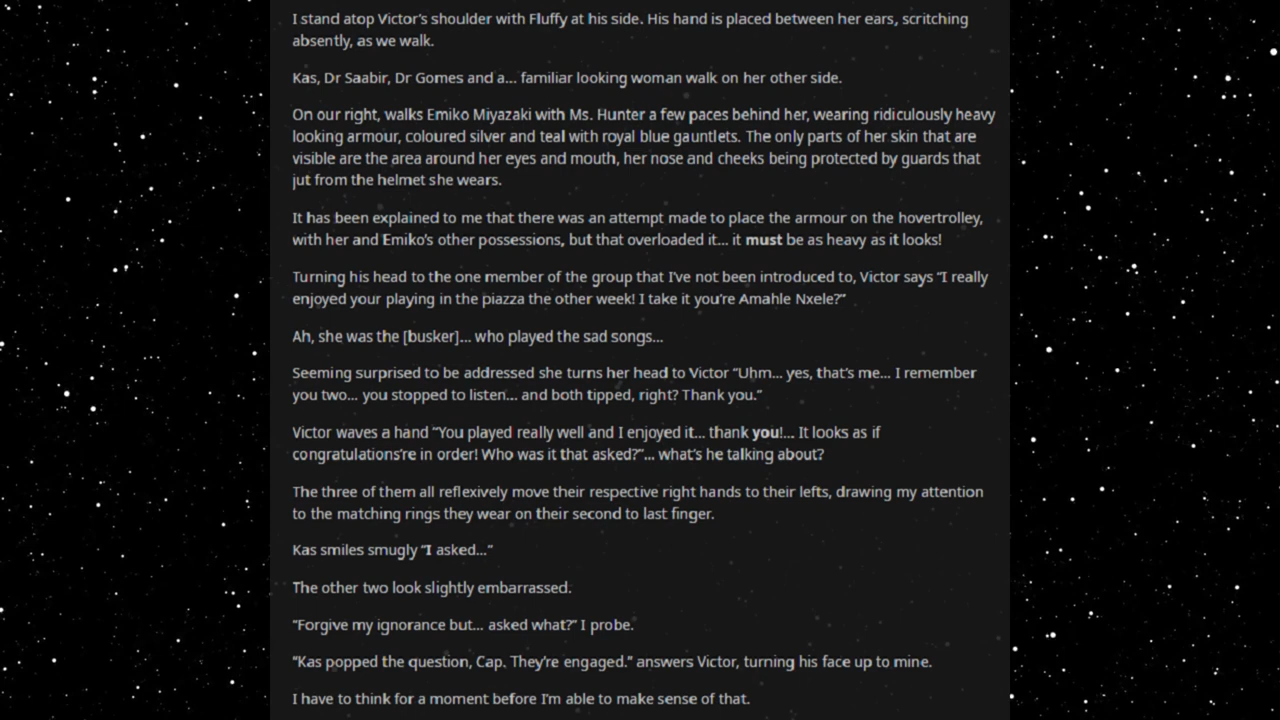 I stand atop Victor's shoulder with Fluffy at his side. His hand is placed between her ears, scritching
absently, as we walk.
Kas, Dr Saabir, Dr Gomes and a... familiar looking woman walk on her other side.
On our right, walks Emiko Miyazaki with Ms. Hunter a few paces behind her, wearing ridiculously heavy
looking armour, coloured silver and teal with royal blue gauntlets. The only parts of her skin that are
visible are the area around her eyes and mouth, her nose and cheeks being protected by guards that
jut from the helmet she wears.
It has been explained to me that there was an attempt made to place the armour on the hovertrolley,
with her and Emiko's other possessions, but that overloaded it... it must be as heavy as it looks!
Turning his head to the one member of the group that I've not been introduced to, Victor says “I really
enjoyed your playing in the piazza the other week! I take it you're Amahle Nxele?”
Ah, she was the [busker]... who played the sad songs...
Seeming surprised to be addressed she turns her head to Victor “Uhm... yes, that's me... I remember
you two... you stopped to listen... and both tipped, right? Thank you.”
Victor waves a hand “You played really well and I enjoyed it... thank you!... It looks as if
congratulations're in order! Who was it that asked?”... what's he talking about?
The three of them all reflexively move their respective right hands to their lefts, drawing my attention
to the matching rings they wear on their second to last finger.
Kas smiles smugly “I asked...”
The other two look slightly embarrassed.
“Forgive my ignorance but... asked what?” I probe.
“Kas popped the question, Cap. They're engaged.” answers Victor, turning his face up to mine.
I have to think for a moment before I'm able to make sense of that.